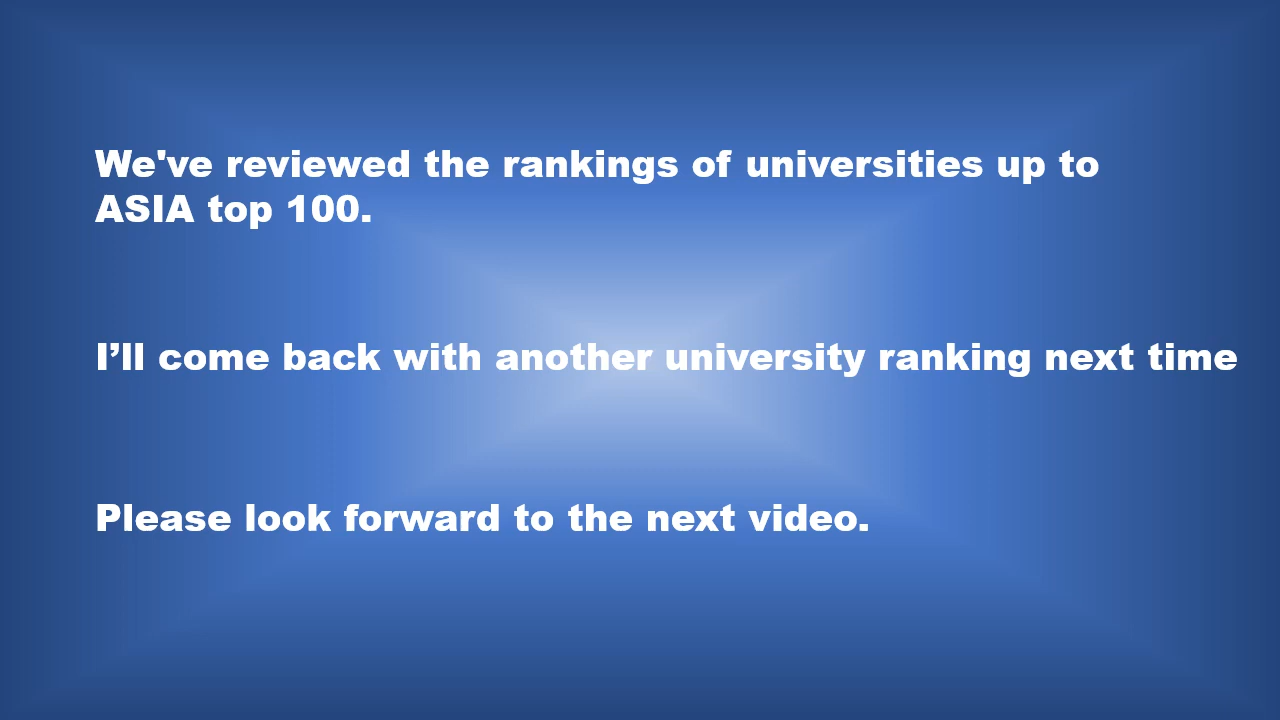 We've reviewed the rankings of universities up to
ASIA top 100.
I’ll come back with another university ranking next time
Please look forward to the next video.